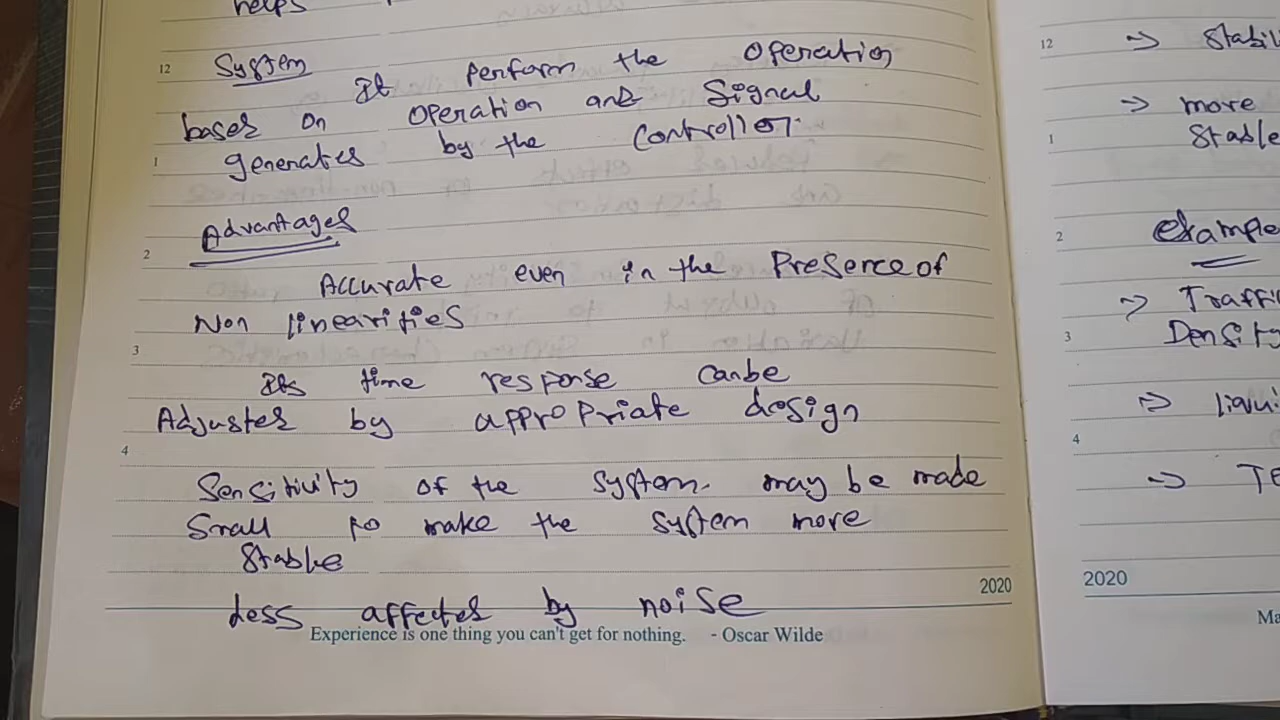 helps
12 System
It perform the operation
based on operation and signal
1 generated by the controller.
Advantages
2
Accurate even in the presence of
Non linearities
3
Its time response canbe
Adjusted by appropriate design
4
Sensitivity of the system. may be made
Small to make the system more
Stable
Less affected by noise
2020
Experience is one thing you can't get for nothing. - Oscar Wilde
12 → Stabili
→ more
1 Stable
2 example
→ Traffi
3 Density
→ liqui
4
→ Te
2020
Ma